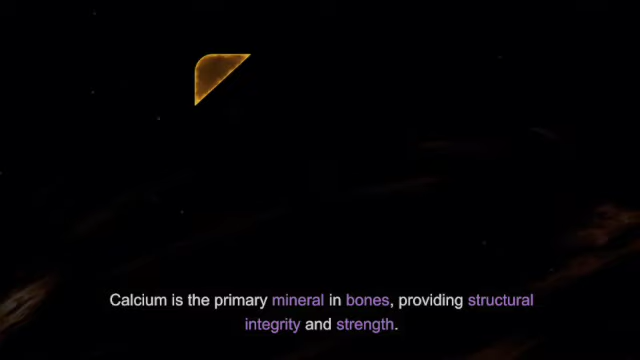 Calcium is the primary mineral in bones, providing structural
integrity and strength.